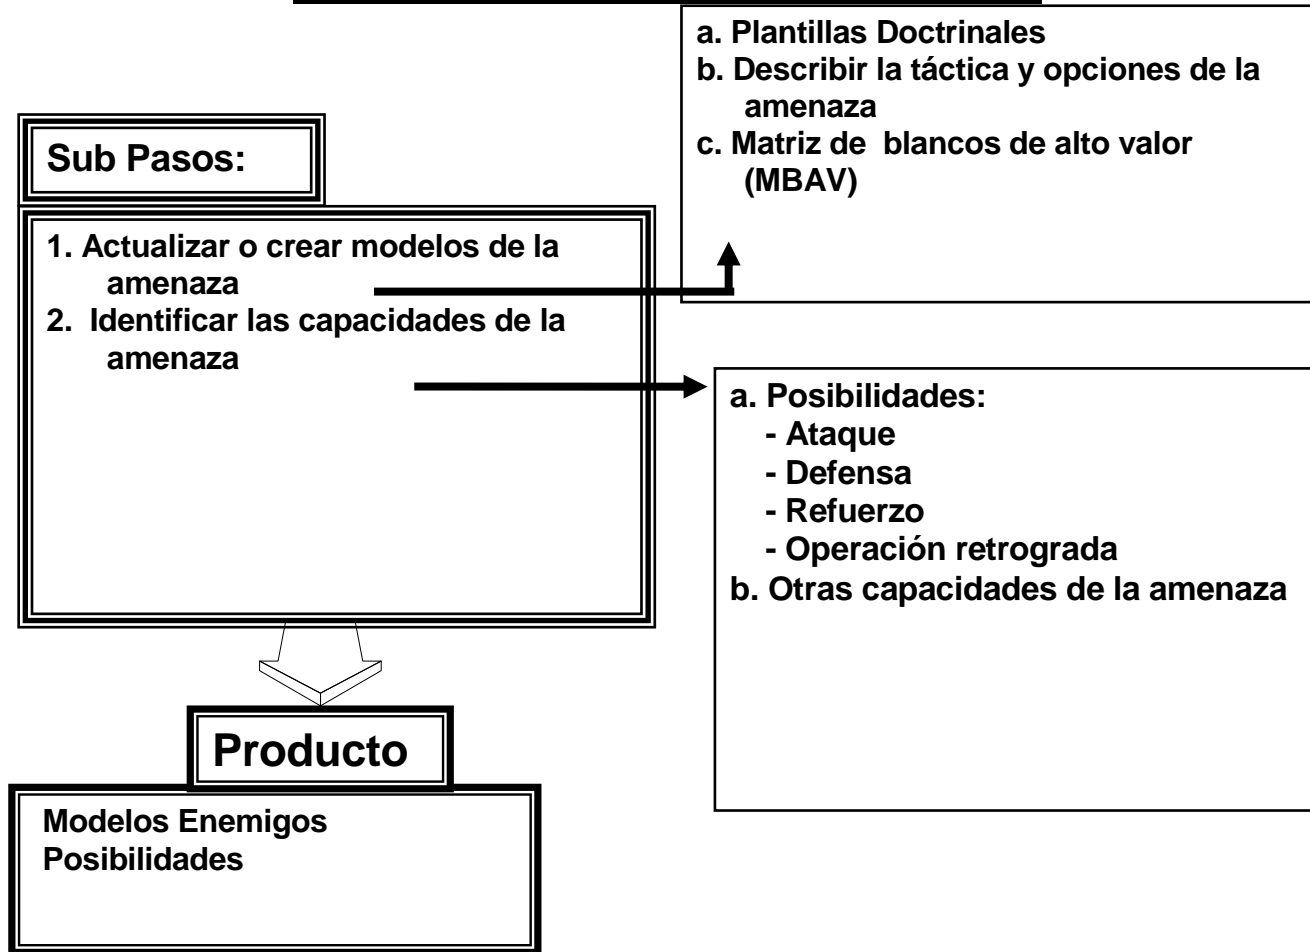 a. Plantillas Doctrinales
b. Describir la táctica y opciones de la
amenaza
c. Matriz de  blancos de alto valor
(MBAV)
Sub Pasos:
1. Actualizar o crear modelos de la
amenaza
2.  Identificar las capacidades de la
amenaza
a. Posibilidades:
- Ataque
- Defensa
- Refuerzo
- Operación retrograda
b. Otras capacidades de la amenaza
Producto
Modelos Enemigos
Posibilidades